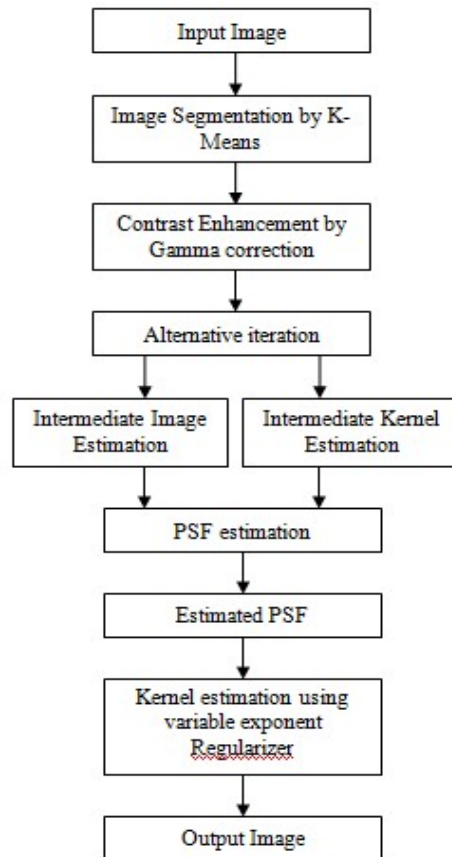 Input Image
Image Segmentation by K-
Means
Contrast Enhancement by
Gamma correction
Alternative iteration
Intermediate Image
Estimation
Intermediate Kernel
Estimation
PSF estimation
Estimated PSF
Kernel estimation using
variable exponent
Regularizer
Output Image